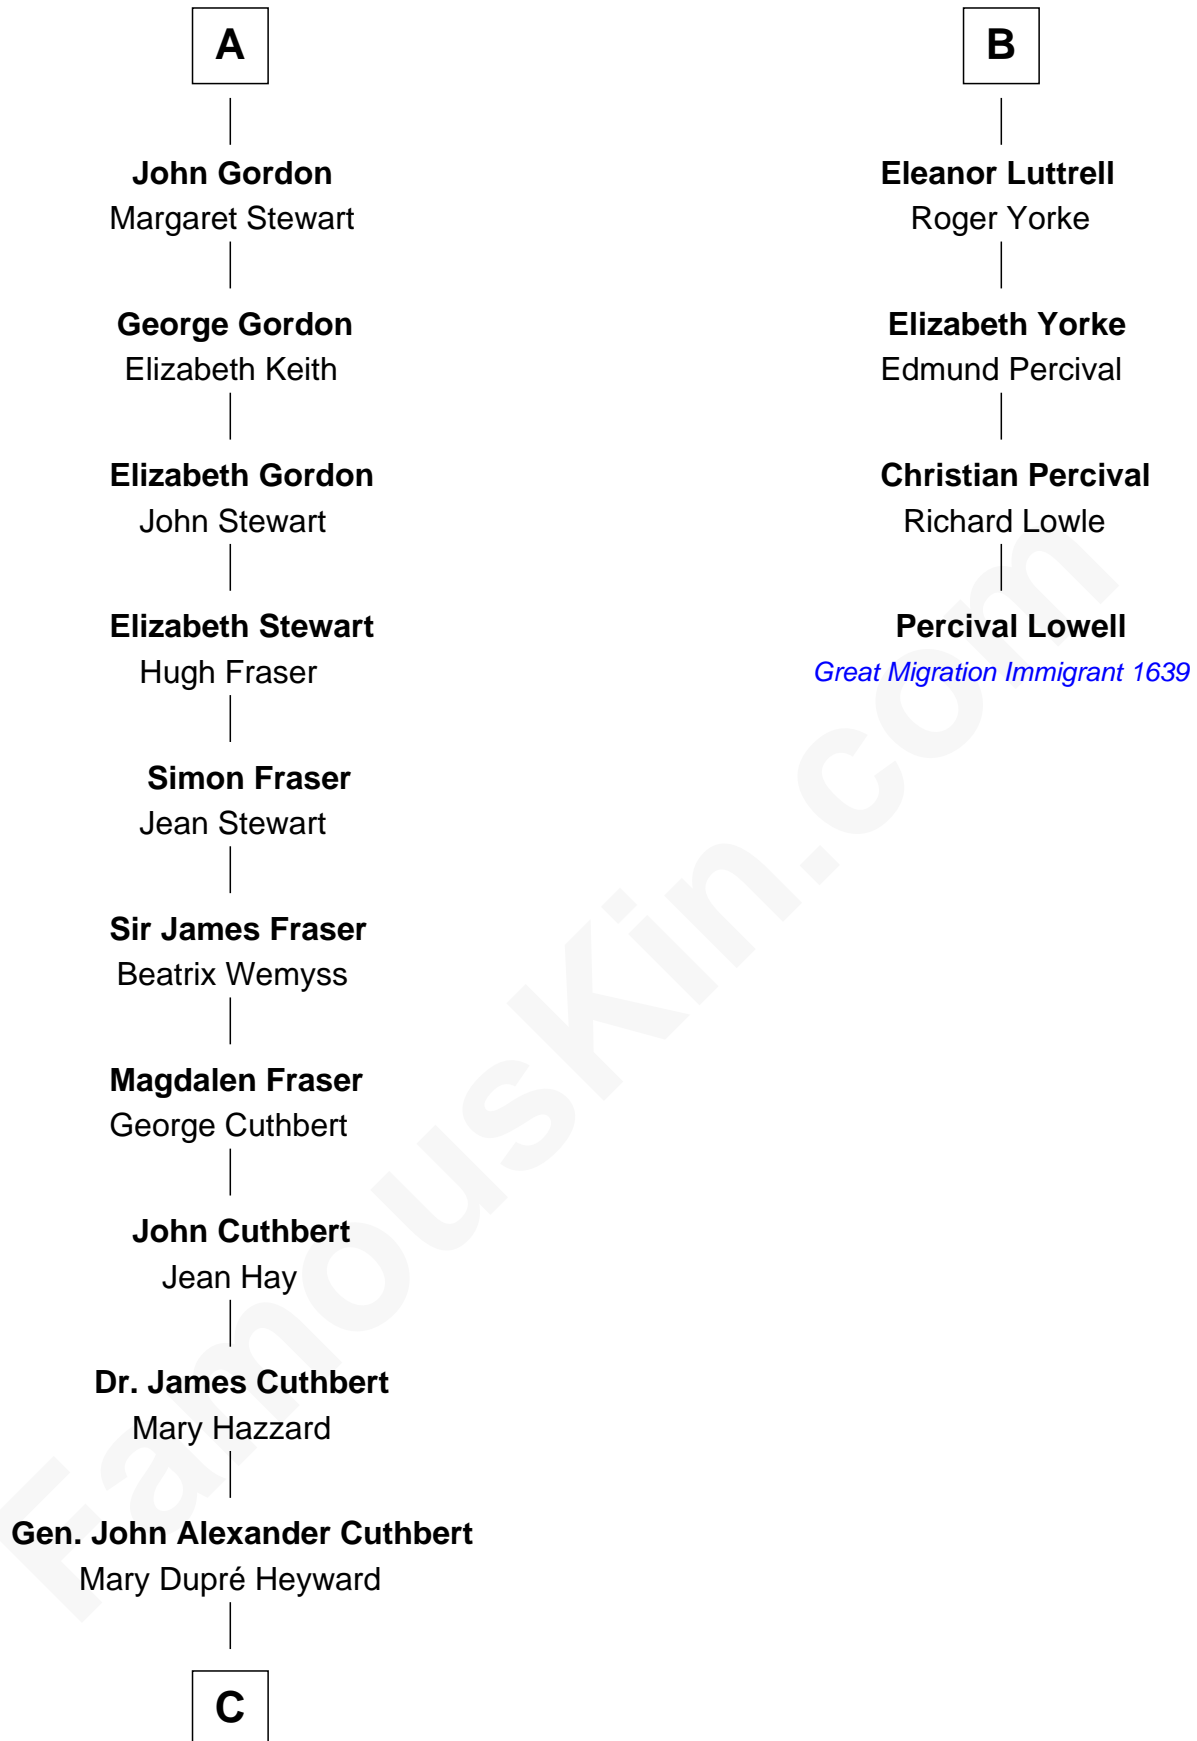 A
John Gordon
Margaret Stewart
George Gordon
Elizabeth Keith
Elizabeth Gordon
John Stewart
Elizabeth Stewart
Hugh Fraser
Simon Fraser
Jean Stewart
Sir James Fraser
Beatrix Wemyss
Magdalen Fraser
George Cuthbert
John Cuthbert
Jean Hay
Dr. James Cuthbert
Mary Hazzard
Gen. John Alexander Cuthbert
Mary Dupré Heyward
C
B
Eleanor Luttrell
Roger Yorke
Elizabeth Yorke
Edmund Percival
Christian Percival
Richard Lowle
Percival Lowell
Great Migration Immigrant 1639
FamousKin.com